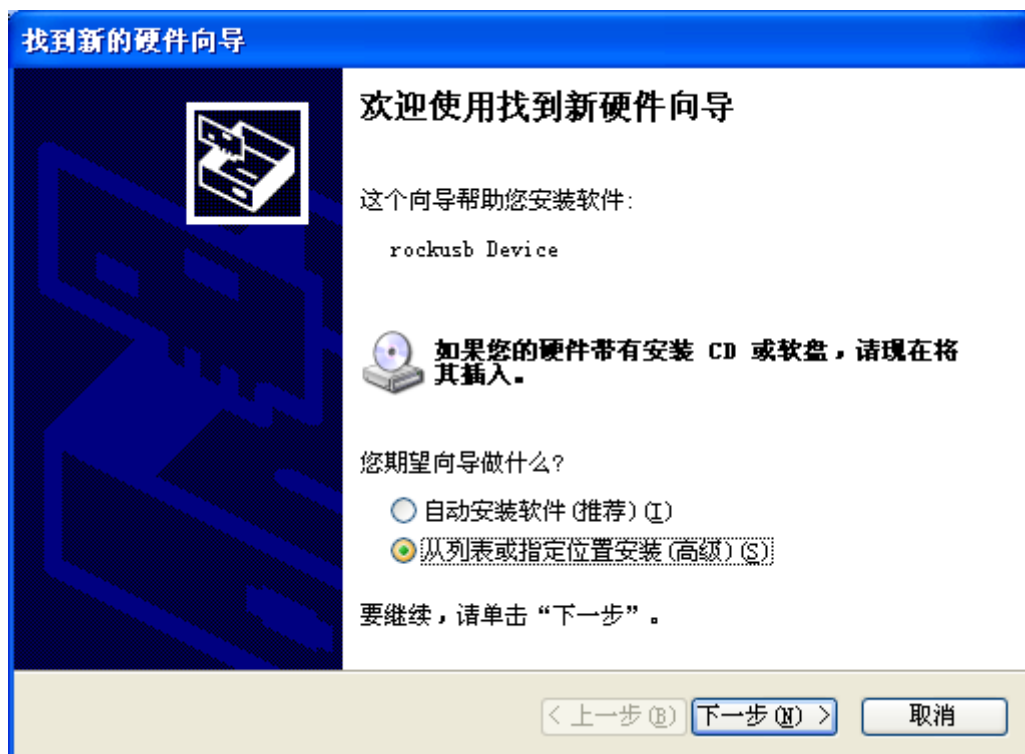 找到新的硬件向导
欢迎使用找到新硬件向导
这个向导帮助您安装软件:
rockusb Device
如果您的硬件带有安装 CD 或软盘，请现在将
其插入。
您期望向导做什么?
自动安装软件(推荐)(I)
从列表或指定位置安装(高级)(S)
要继续，请单击“下一步”。
< 上一步(B)
下一步(N) >
取消